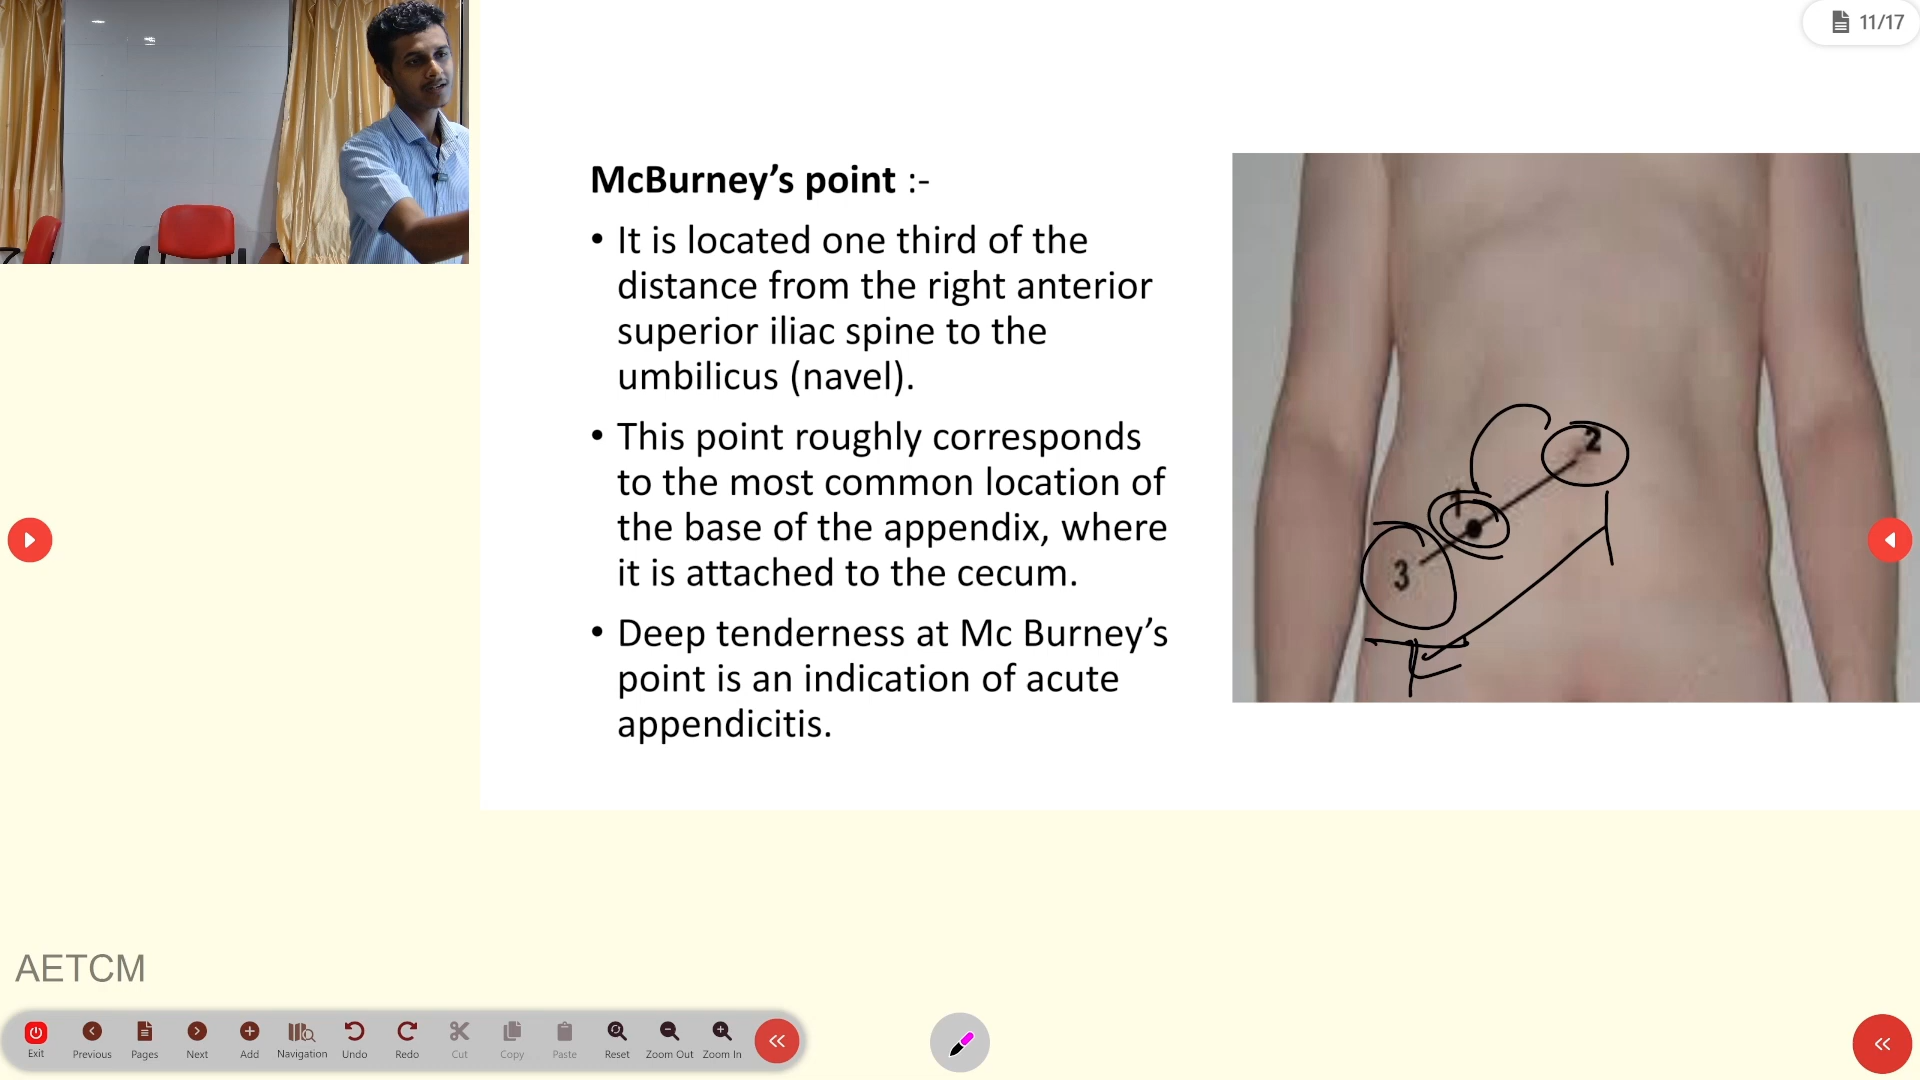 11/17
McBurney’s point :-
• It is located one third of the
distance from the right anterior
superior iliac spine to the
umbilicus (navel).
• This point roughly corresponds
to the most common location of
the base of the appendix, where
it is attached to the cecum.
• Deep tenderness at Mc Burney’s
point is an indication of acute
appendicitis.
2
1
3
AETCM
Exit Previous Pages Next Add Navigation Undo Redo Cut Copy Paste Reset Zoom Out Zoom In